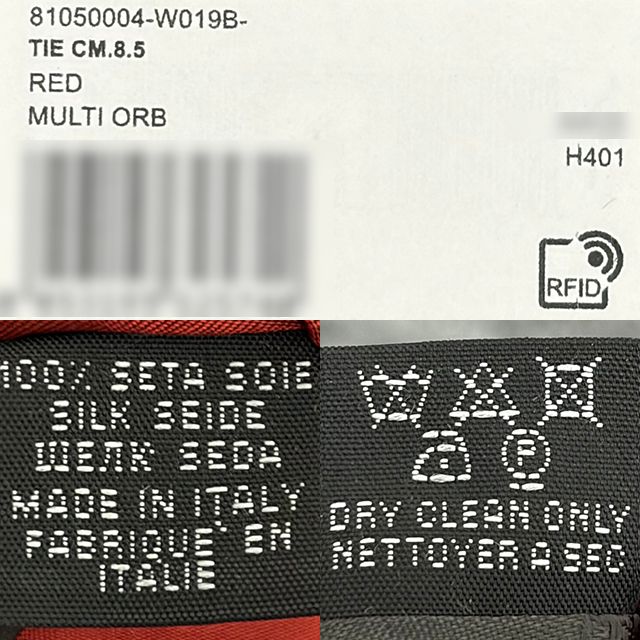 81050004-W019B-
TIE CM.8.5
RED
MULTI ORB
H401
RFID
100% SETA SOIE
SILK SEIDE
ШЕЛК SEDA
MADE IN ITALY
FABRIQUE' EN
ITALIE
P
DRY CLEAN ONLY
NETTOYER A SEC